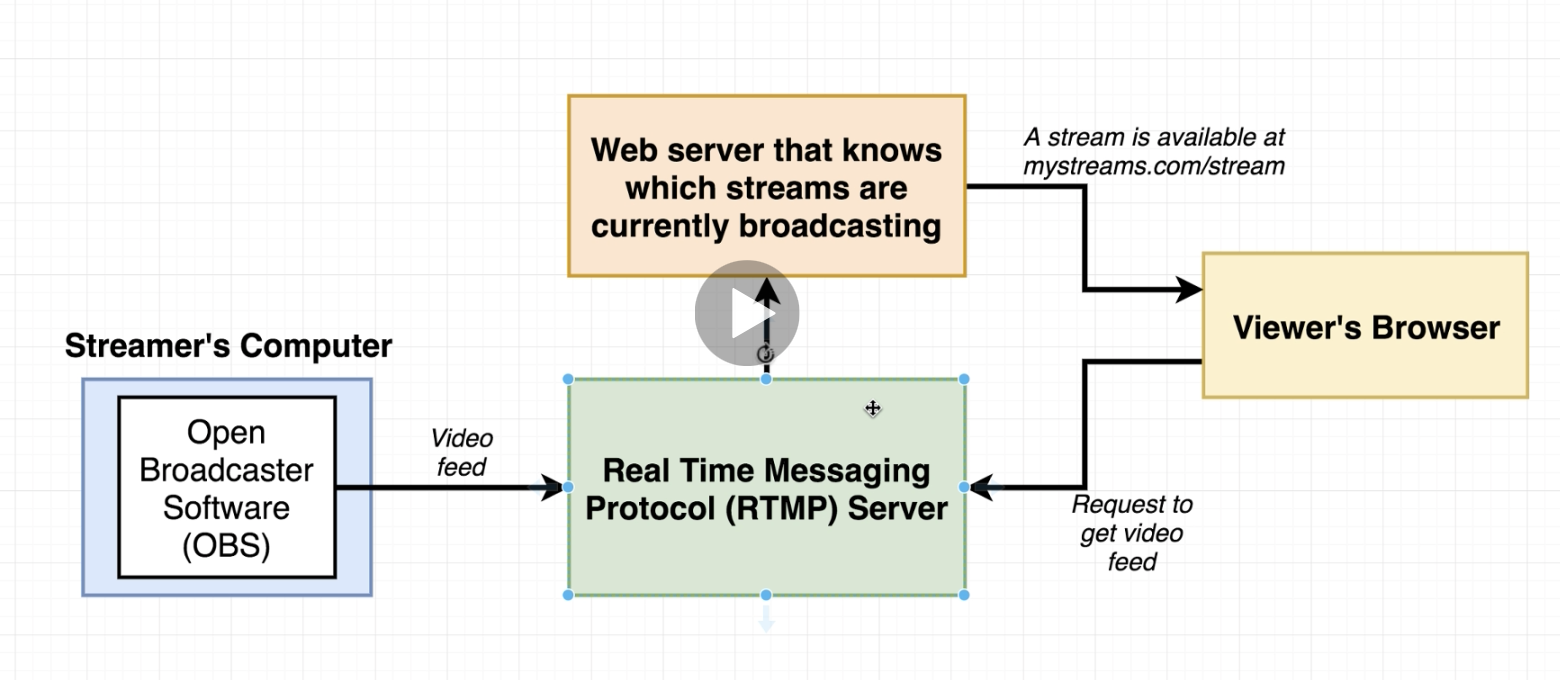 Web server that knows
which streams are
currently broadcasting
A stream is available at
mystreams.com/stream
Viewer's Browser
Streamer's Computer
Open
Broadcaster
Software
(OBS)
Video
feed
Real Time Messaging
Protocol (RTMP) Server
Request to
get video
feed